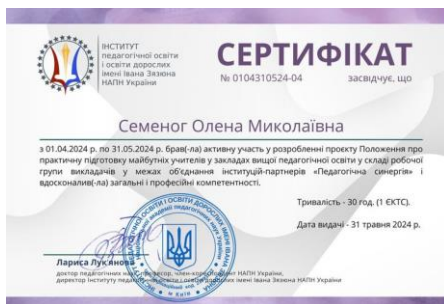 ІНСТИТУТ
педагогічної освіти
і освіти дорослих
імені Івана Зязюна
НАПН України
СЕРТИФІКАТ
№ 0104310524-04 засвідчує, що
Семеног Олена Миколаївна
з 01.04.2024 р. по 31.05.2024 р. брав(-ла) активну участь у розробленні проєкту Положення про
практичну підготовку майбутніх учителів у закладах вищої педагогічної освіти у складі робочої
групи викладачів у межах об'єднання інституцій-партнерів «Педагогічна синергія» і
вдосконалив(-ла) загальні і професійні компетентності.
Тривалість - 30 год. (1 ЄКТС).
Дата видачі - 31 травня 2024 р.
Лариса Лук'янова
доктор педагогічних наук, професор, член-кореспондент НАПН України,
директор Інституту педагогічної освіти і освіти дорослих імені Івана Зязюна НАПН України